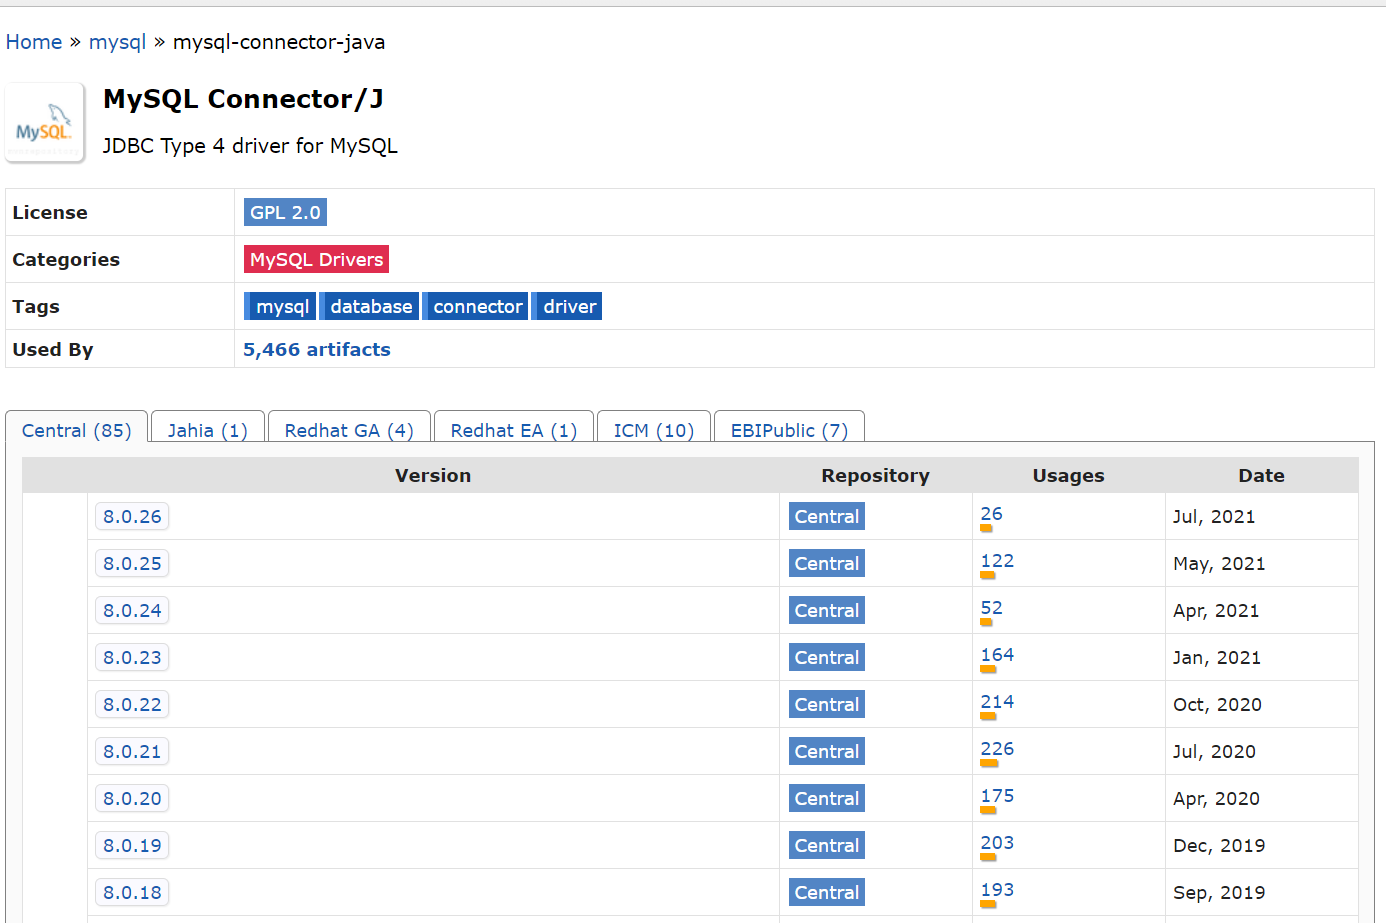 Home » mysql » mysql-connector-java
MySQL Connector/J
MySQL.
JDBC Type 4 driver for MySQL
License GPL 2.0
Categories MySQL Drivers
Tags mysql database connector driver
Used By 5,466 artifacts
Central (85) Jahia (1) Redhat GA (4) Redhat EA (1) ICM (10) EBIPublic (7)
Version Repository Usages Date
8.0.26 Central 26 Jul, 2021
8.0.25 Central 122 May, 2021
8.0.24 Central 52 Apr, 2021
8.0.23 Central 164 Jan, 2021
8.0.22 Central 214 Oct, 2020
8.0.21 Central 226 Jul, 2020
8.0.20 Central 175 Apr, 2020
8.0.19 Central 203 Dec, 2019
8.0.18 Central 193 Sep, 2019